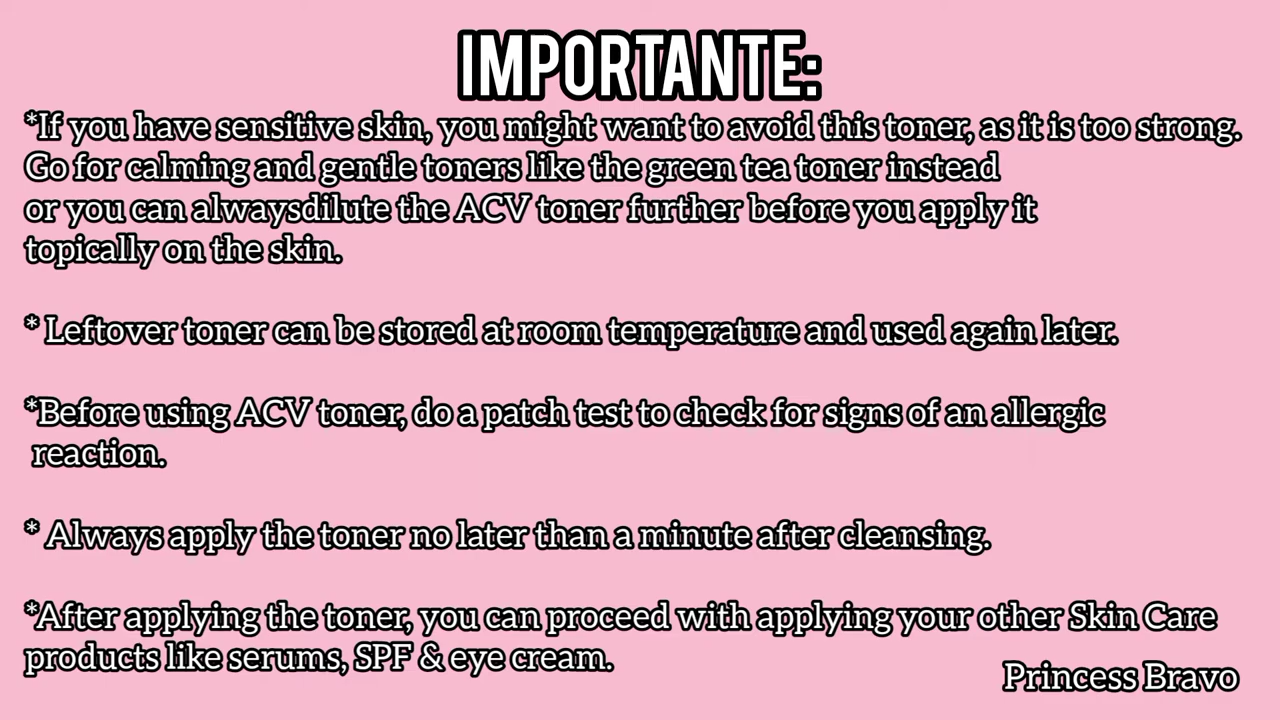 IMPORTANTE:
*If you have sensitive skin, you might want to avoid this toner, as it is too strong.
Go for calming and gentle toners like the green tea toner instead
or you can alwaysdilute the ACV toner further before you apply it
topically on the skin.
* Leftover toner can be stored at room temperature and used again later.
*Before using ACV toner, do a patch test to check for signs of an allergic
reaction.
* Always apply the toner no later than a minute after cleansing.
*After applying the toner, you can proceed with applying your other Skin Care
products like serums, SPF & eye cream.
Princess Bravo